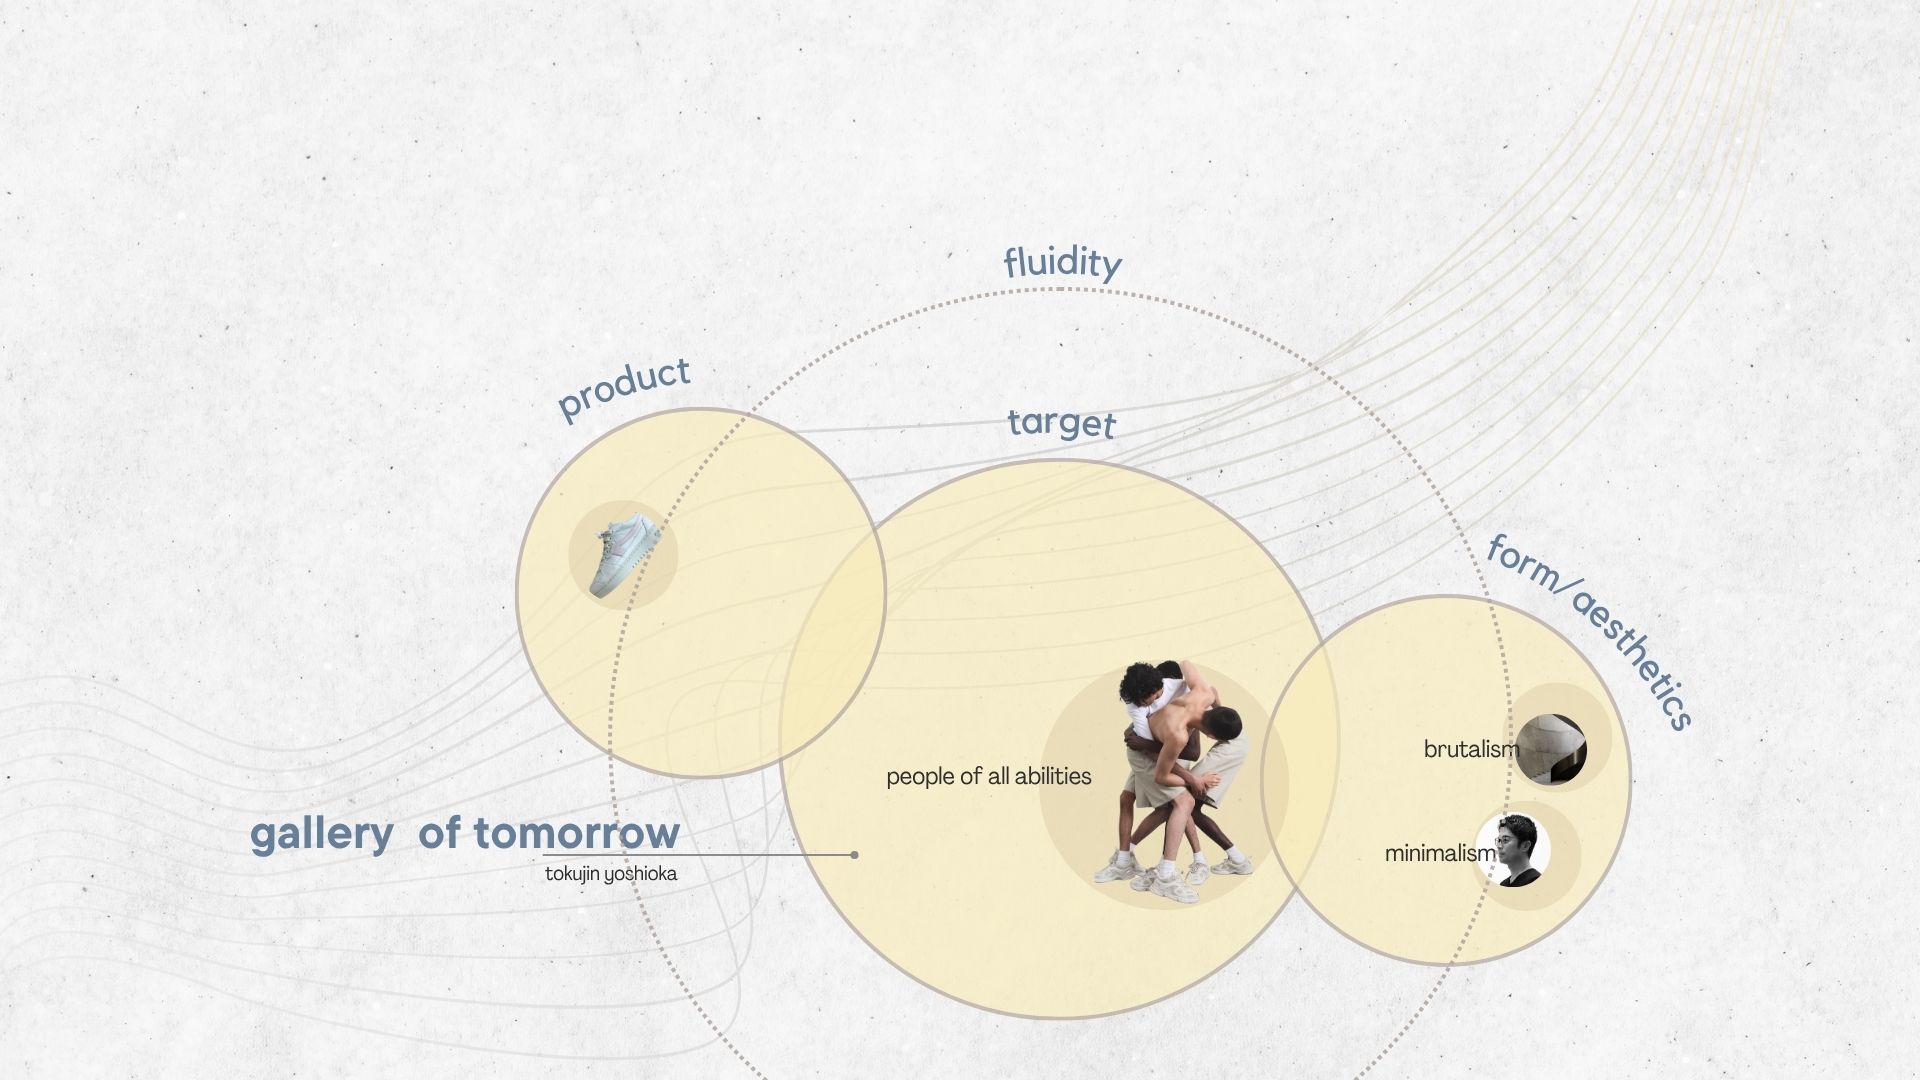 fluidity
product
target
form/aesthetics
brutalism
people of all abilities
gallery of tomorrow
minimalism
tokujin yoshioka